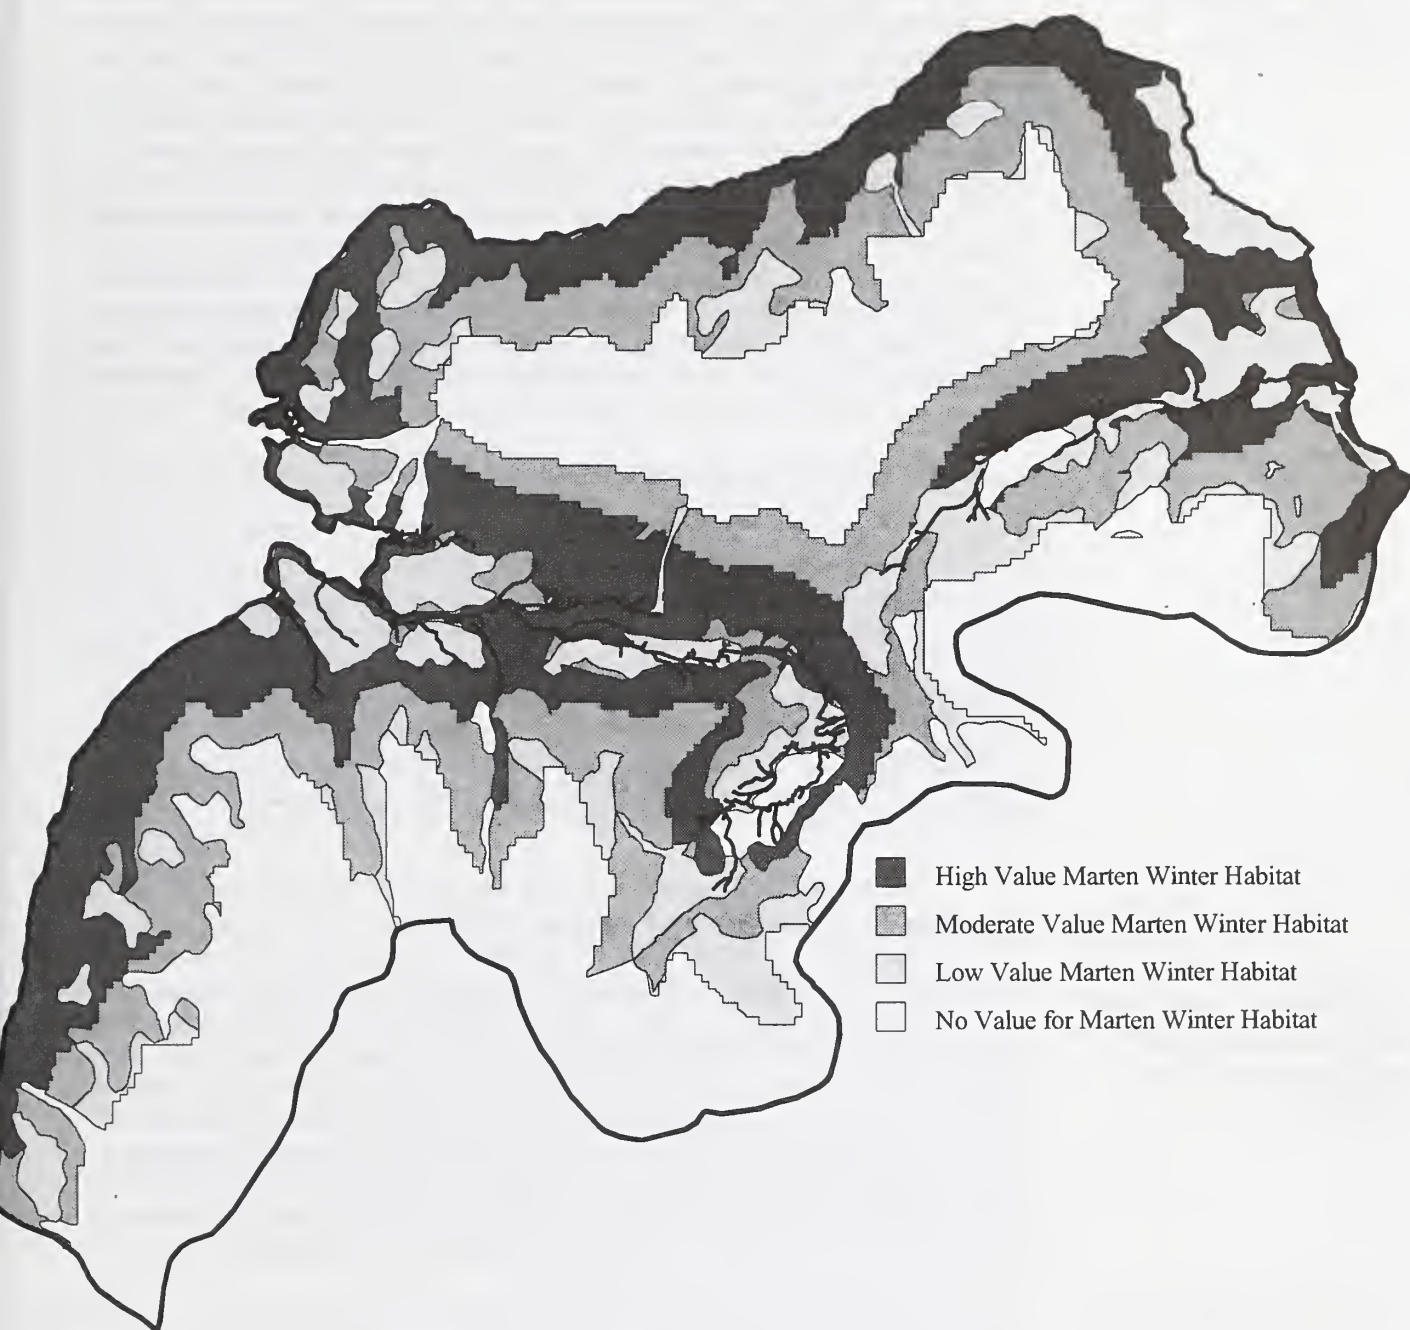 High Value Marten Winter Habitat
Moderate Value Marten Winter Habitat
Low Value Marten Winter Habitat
No Value for Marten Winter Habitat